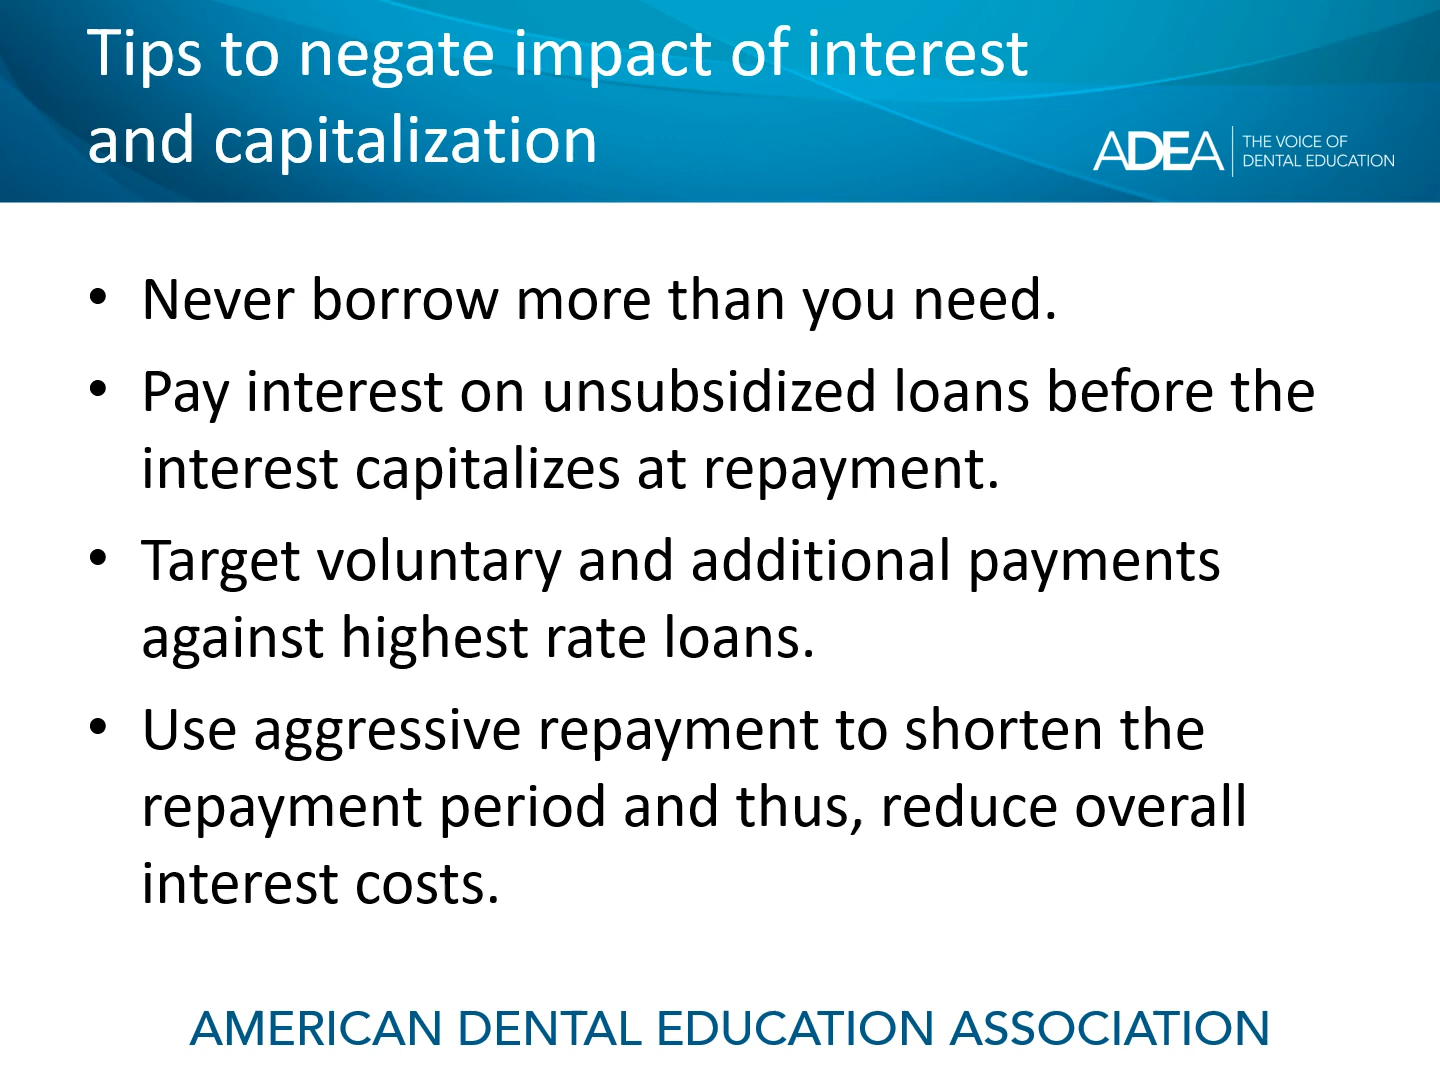 Tips to negate impact of interest
and capitalization
ADEA
THE VOICE OF
DENTAL EDUCATION
• Never borrow more than you need.
• Pay interest on unsubsidized loans before the
interest capitalizes at repayment.
• Target voluntary and additional payments
against highest rate loans.
• Use aggressive repayment to shorten the
repayment period and thus, reduce overall
interest costs.
AMERICAN DENTAL EDUCATION ASSOCIATION